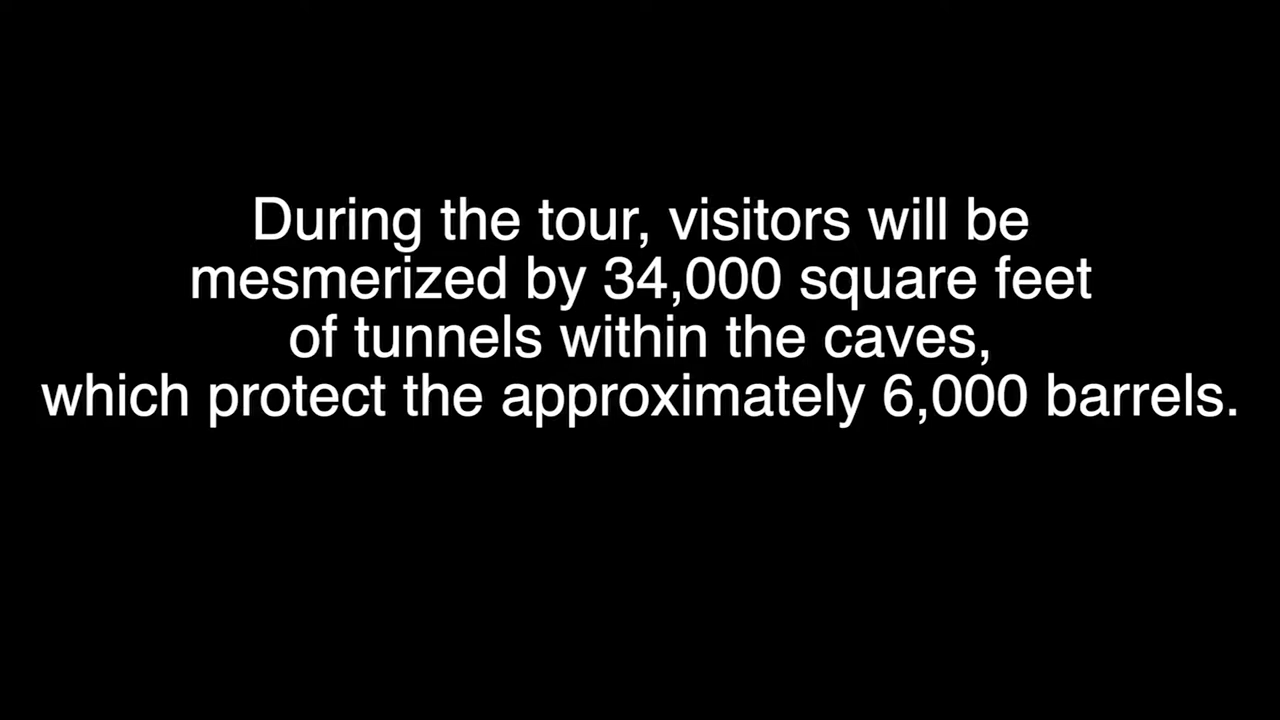 During the tour, visitors will be
mesmerized by 34,000 square feet
of tunnels within the caves,
which protect the approximately 6,000 barrels.